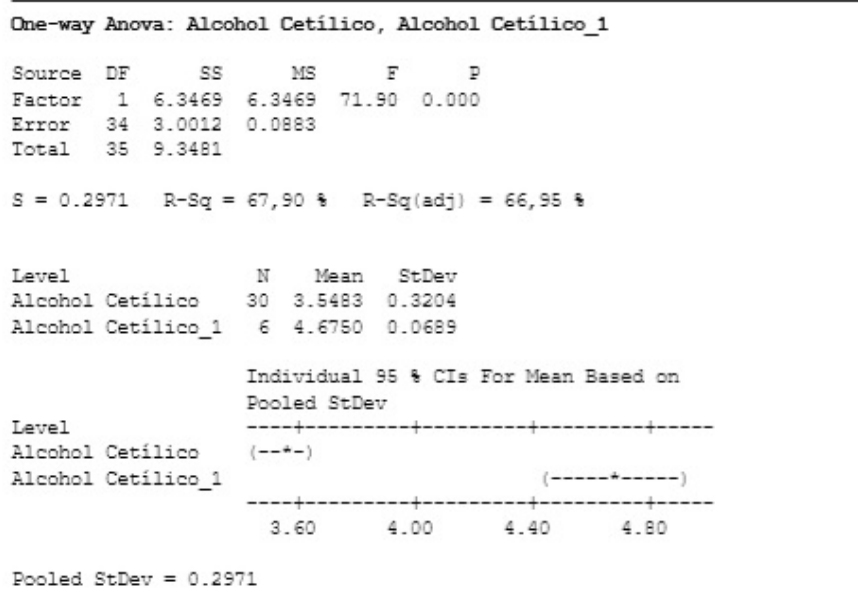 One-way Anova: Alcohol Cetílico, Alcohol Cetílico_1
Source DF SS MS F P
Factor 1 6.3469 6.3469 71.90 0.000
Error 34 3.0012 0.0883
Total 35 9.3481
S = 0.2971 R-Sq = 67,90 % R-Sq(adj) = 66,95 %
Level N Mean StDev
Alcohol Cetílico 30 3.5483 0.3204
Alcohol Cetílico_1 6 4.6750 0.0689
Individual 95 % CIs For Mean Based on
Pooled StDev
Level ----+---------+---------+---------+-----
Alcohol Cetílico (--*-)
Alcohol Cetílico_1 (-----*-----)
----+---------+---------+---------+-----
3.60 4.00 4.40 4.80
Pooled StDev = 0.2971